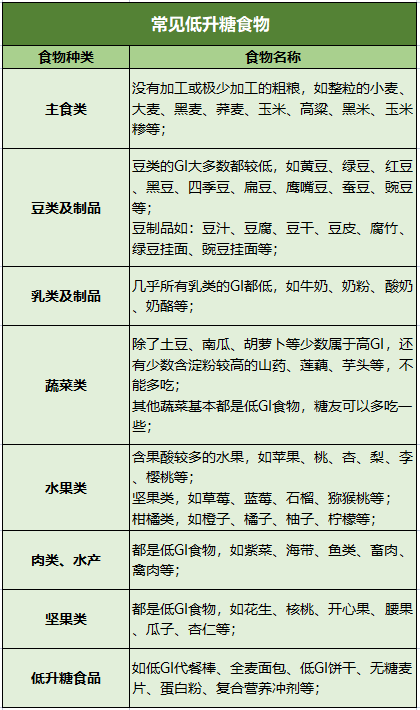 常见低升糖食物
食物种类
食物名称
主食类
没有加工或极少加工的粗粮，如整粒的小麦、
大麦、黑麦、荞麦、玉米、高粱、黑米、玉米
糁等；
豆类及制品
豆类的GI大多数都较低，如黄豆、绿豆、红豆
、黑豆、四季豆、扁豆、鹰嘴豆、蚕豆、豌豆
等；
豆制品如：豆汁、豆腐、豆干、豆皮、腐竹、
绿豆挂面、豌豆挂面等；
乳类及制品
几乎所有乳类的GI都低，如牛奶、奶粉、酸奶
、奶酪等；
蔬菜类
除了土豆、南瓜、胡萝卜等少数属于高GI，还
有少数含淀粉较高的山药、莲藕、芋头等，不
能多吃；
其他蔬菜基本都是低GI食物，糖友可以多吃一
些；
水果类
含果酸较多的水果，如苹果、桃、杏、梨、李
、樱桃等；
坚果类，如草莓、蓝莓、石榴、猕猴桃等；
柑橘类，如橙子、橘子、柚子、柠檬等；
肉类、水产
都是低GI食物，如紫菜、海带、鱼类、畜肉、
禽肉等；
坚果类
都是低GI食物，如花生、核桃、开心果、腰果
、瓜子、杏仁等；
低升糖食品
如低GI代餐棒、全麦面包、低GI饼干、无糖麦
片、蛋白粉、复合营养冲剂等；